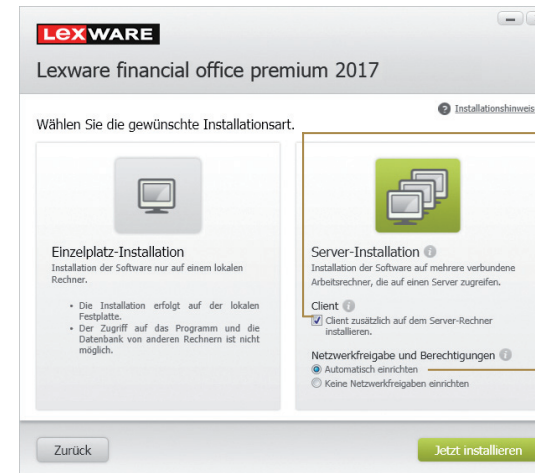 LEXWARE
Lexware financial office premium 2017
Installationshinweise
Wählen Sie die gewünschte Installationsart.
Einzelplatz-Installation
Installation der Software nur auf einem lokalen
Rechner.
• Die Installation erfolgt auf der lokalen
Festplatte.
• Der Zugriff auf das Programm und die
Datenbank von anderen Rechnern ist nicht
möglich.
Server-Installation
Installation der Software auf mehrere verbundene
Arbeitsrechner, die auf einen Server zugreifen.
Client
Client zusätzlich auf dem Server-Rechner
installieren.
Netzwerkfreigabe und Berechtigungen
Automatisch einrichten
Keine Netzwerkfreigaben einrichten
Zurück
Jetzt installieren